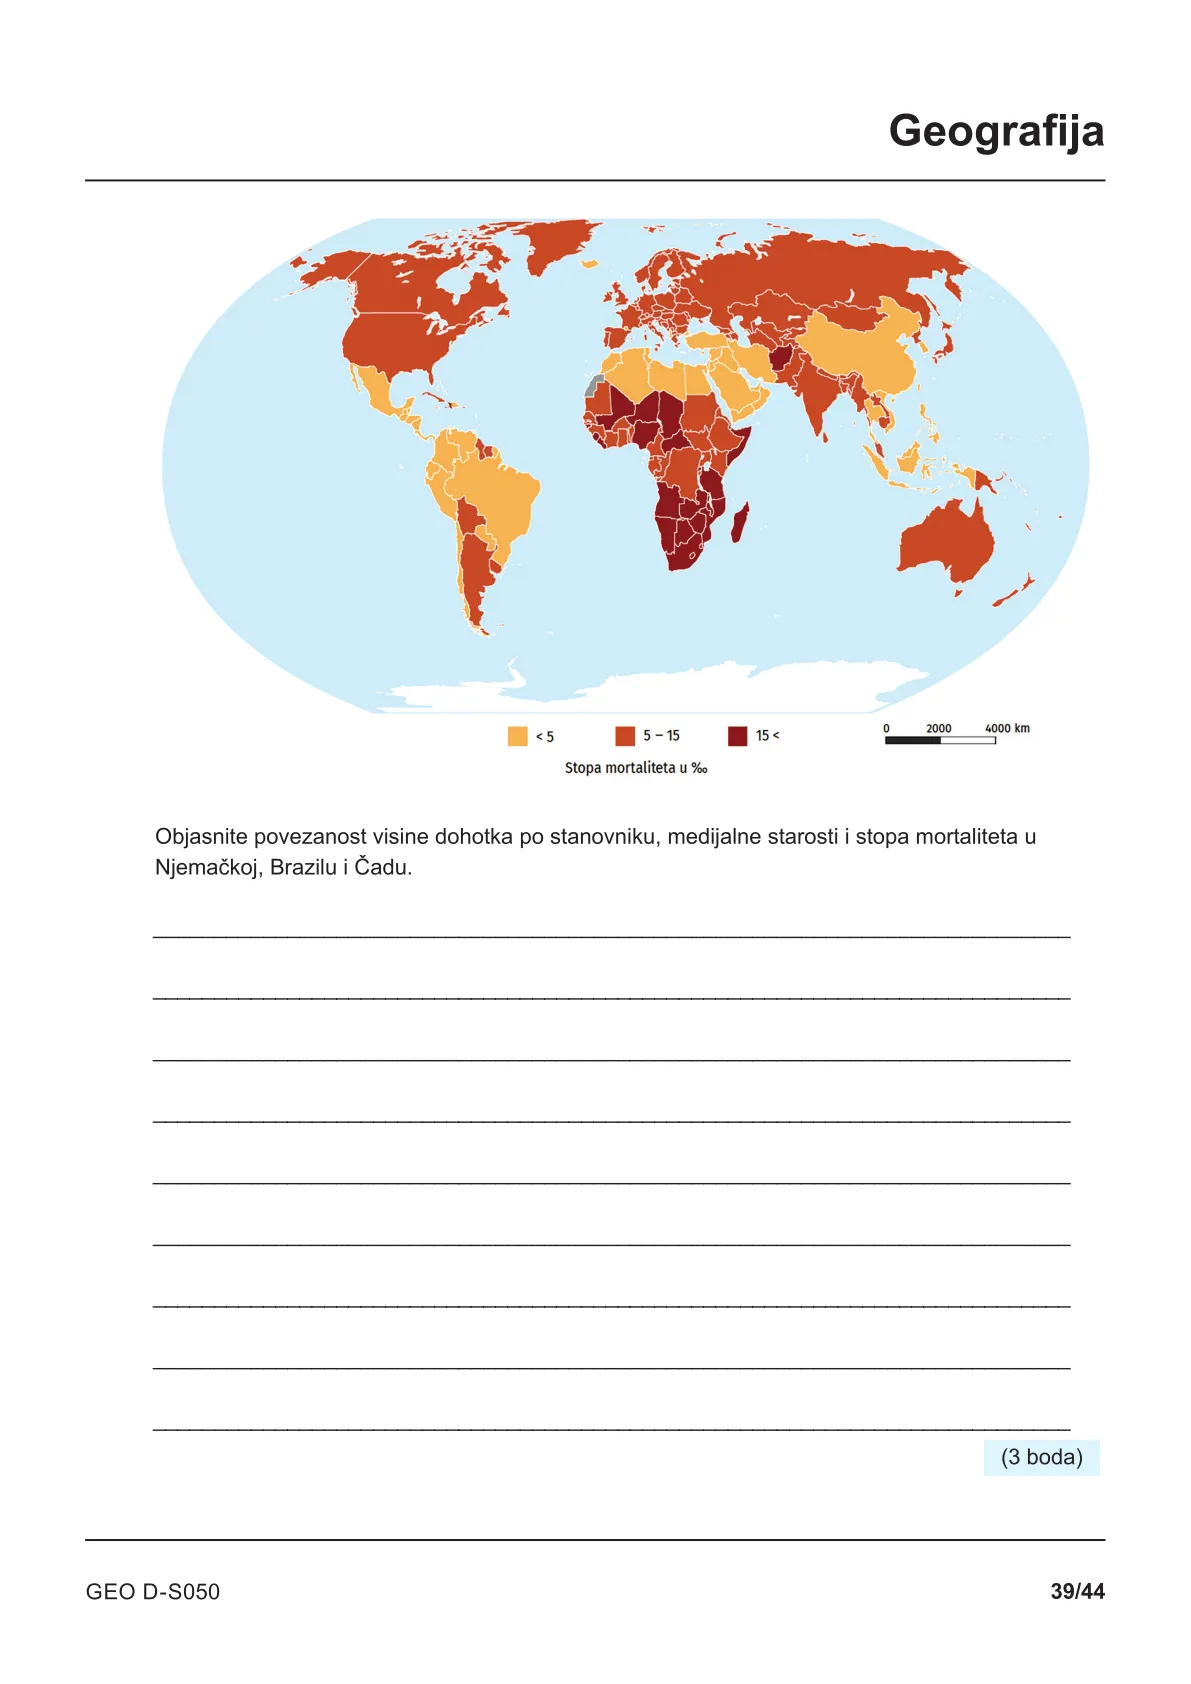 Geografija
< 5
5 – 15
15 <
0 2000 4000 km
Stopa mortaliteta u ‰
Objasnite povezanost visine dohotka po stanovniku, medijalne starosti i stopa mortaliteta u
Njemačkoj, Brazilu i Čadu.
(3 boda)
GEO D-S050
39/44